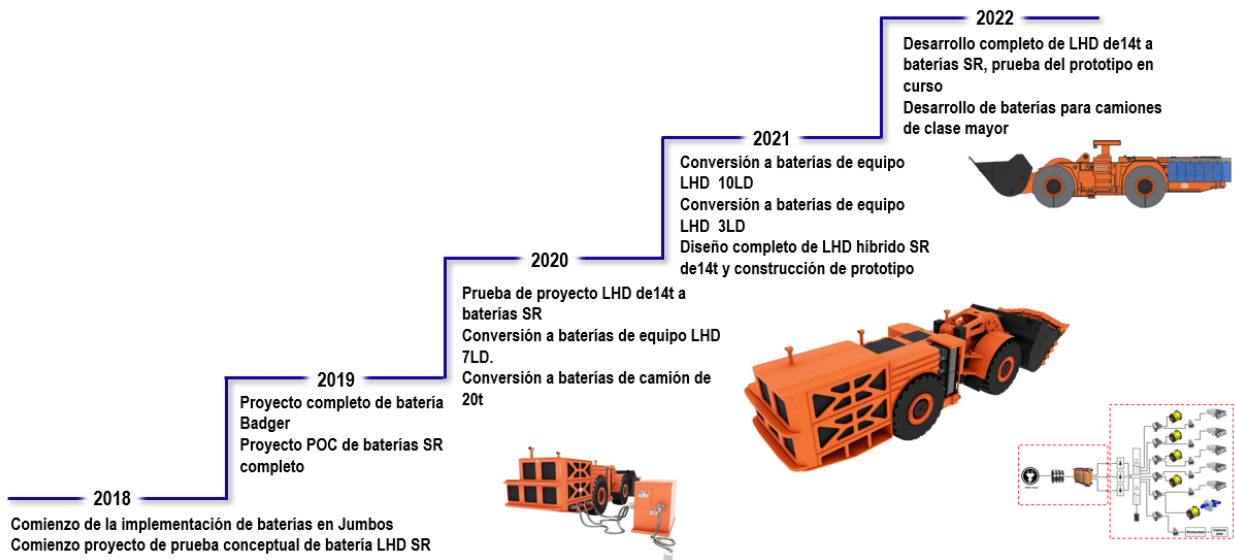 2018
Comienzo de la implementación de baterías en Jumbos
Comienzo proyecto de prueba conceptual de batería LHD SR
2019
Proyecto completo de batería
Badger
Proyecto POC de baterías SR
completo
2020
Prueba de proyecto LHD de14t a
baterías SR
Conversión a baterías de equipo LHD
7LD.
Conversión a baterías de camión de
20t
2021
Conversión a baterías de equipo
LHD 10LD
Conversión a baterías de equipo
LHD 3LD
Diseño completo de LHD híbrido SR
de14t y construcción de prototipo
2022
Desarrollo completo de LHD de14t a
baterías SR, prueba del prototipo en
curso
Desarrollo de baterías para camiones
de clase mayor